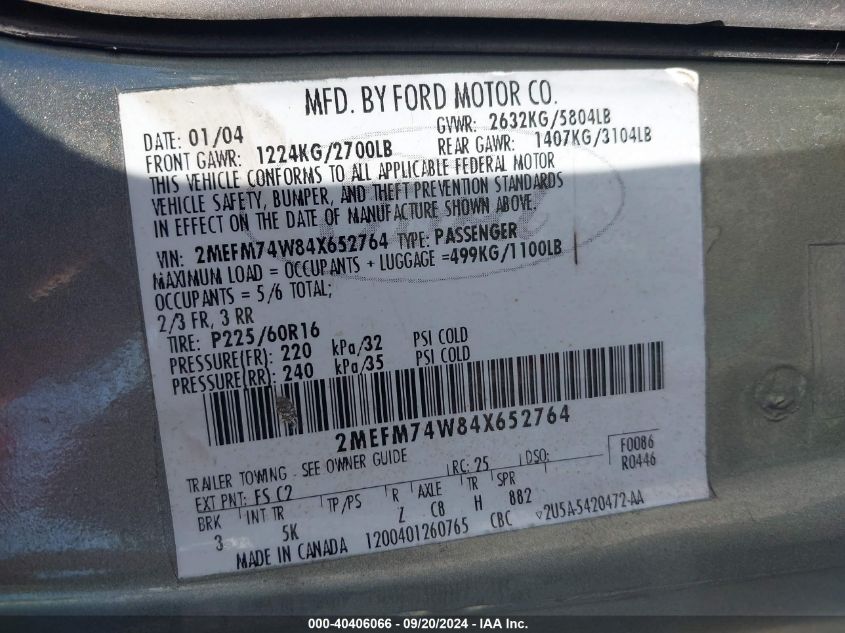 MFD. BY FORD MOTOR CO.
DATE: 01/04 GVWR: 2632KG/5804LB
FRONT GAWR: 1224KG/2700LB REAR GAWR: 1407KG/3104LB
THIS VEHICLE CONFORMS TO ALL APPLICABLE FEDERAL MOTOR
VEHICLE SAFETY, BUMPER, AND THEFT PREVENTION STANDARDS
IN EFFECT ON THE DATE OF MANUFACTURE SHOWN ABOVE.
VIN: 2MEFM74W84X652764 TYPE: PASSENGER
MAXIMUM LOAD = OCCUPANTS + LUGGAGE =499KG/1100LB
OCCUPANTS = 5/6 TOTAL;
2/3 FR, 3 RR
TIRE: P225/60R16
PRESSURE(FR): 220 kPa/32 PSI COLD
PRESSURE(RR): 240 kPa/35 PSI COLD
2MEFM74W84X652764
TRAILER TOWING - SEE OWNER GUIDE RC: 25 DSO: F0086
EXT PNT: FS C2 R0446
BRK INT TR TP/PS R AXLE TR SPR
3 5K Z C8 H 882
MADE IN CANADA 1200401260765 CBC ▽2U5A-5420472-AA
000-40406066 - 09/20/2024 - IAA Inc.